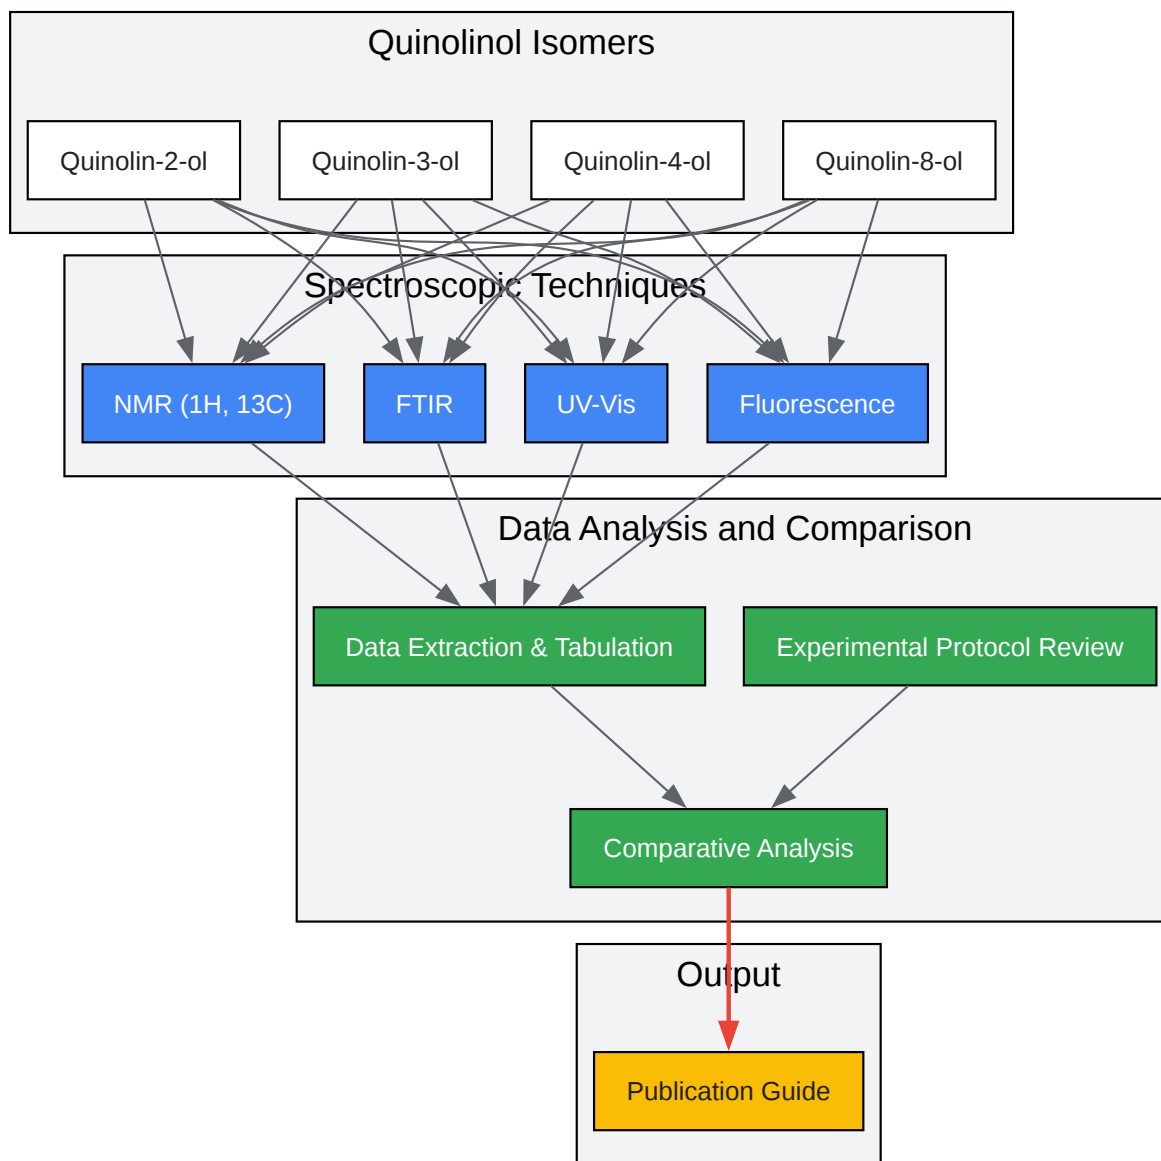 Quinolinol Isomers
Quinolin-2-ol
Quinolin-3-ol
Quinolin-4-ol
Quinolin-8-ol
Spectroscopic Techniques
NMR (1H, 13C)
FTIR
UV-Vis
Fluorescence
Data Analysis and Comparison
Data Extraction & Tabulation
Experimental Protocol Review
Comparative Analysis
Output
Publication Guide